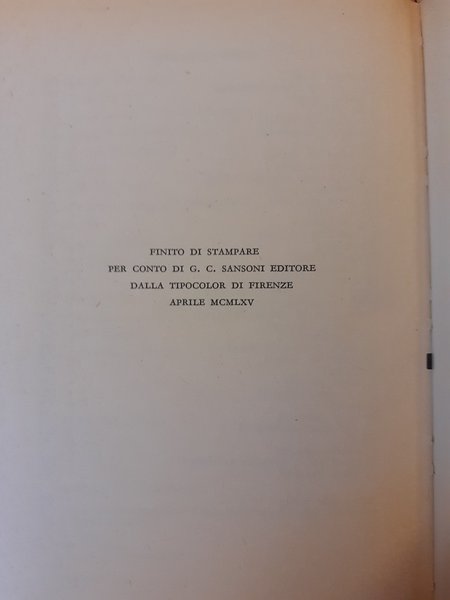 FINITO DI STAMPARE
PER CONTO DI G. C. SANSONI EDITORE
DALLA TIPOCOLOR DI FIRENZE
APRILE MCMLXV